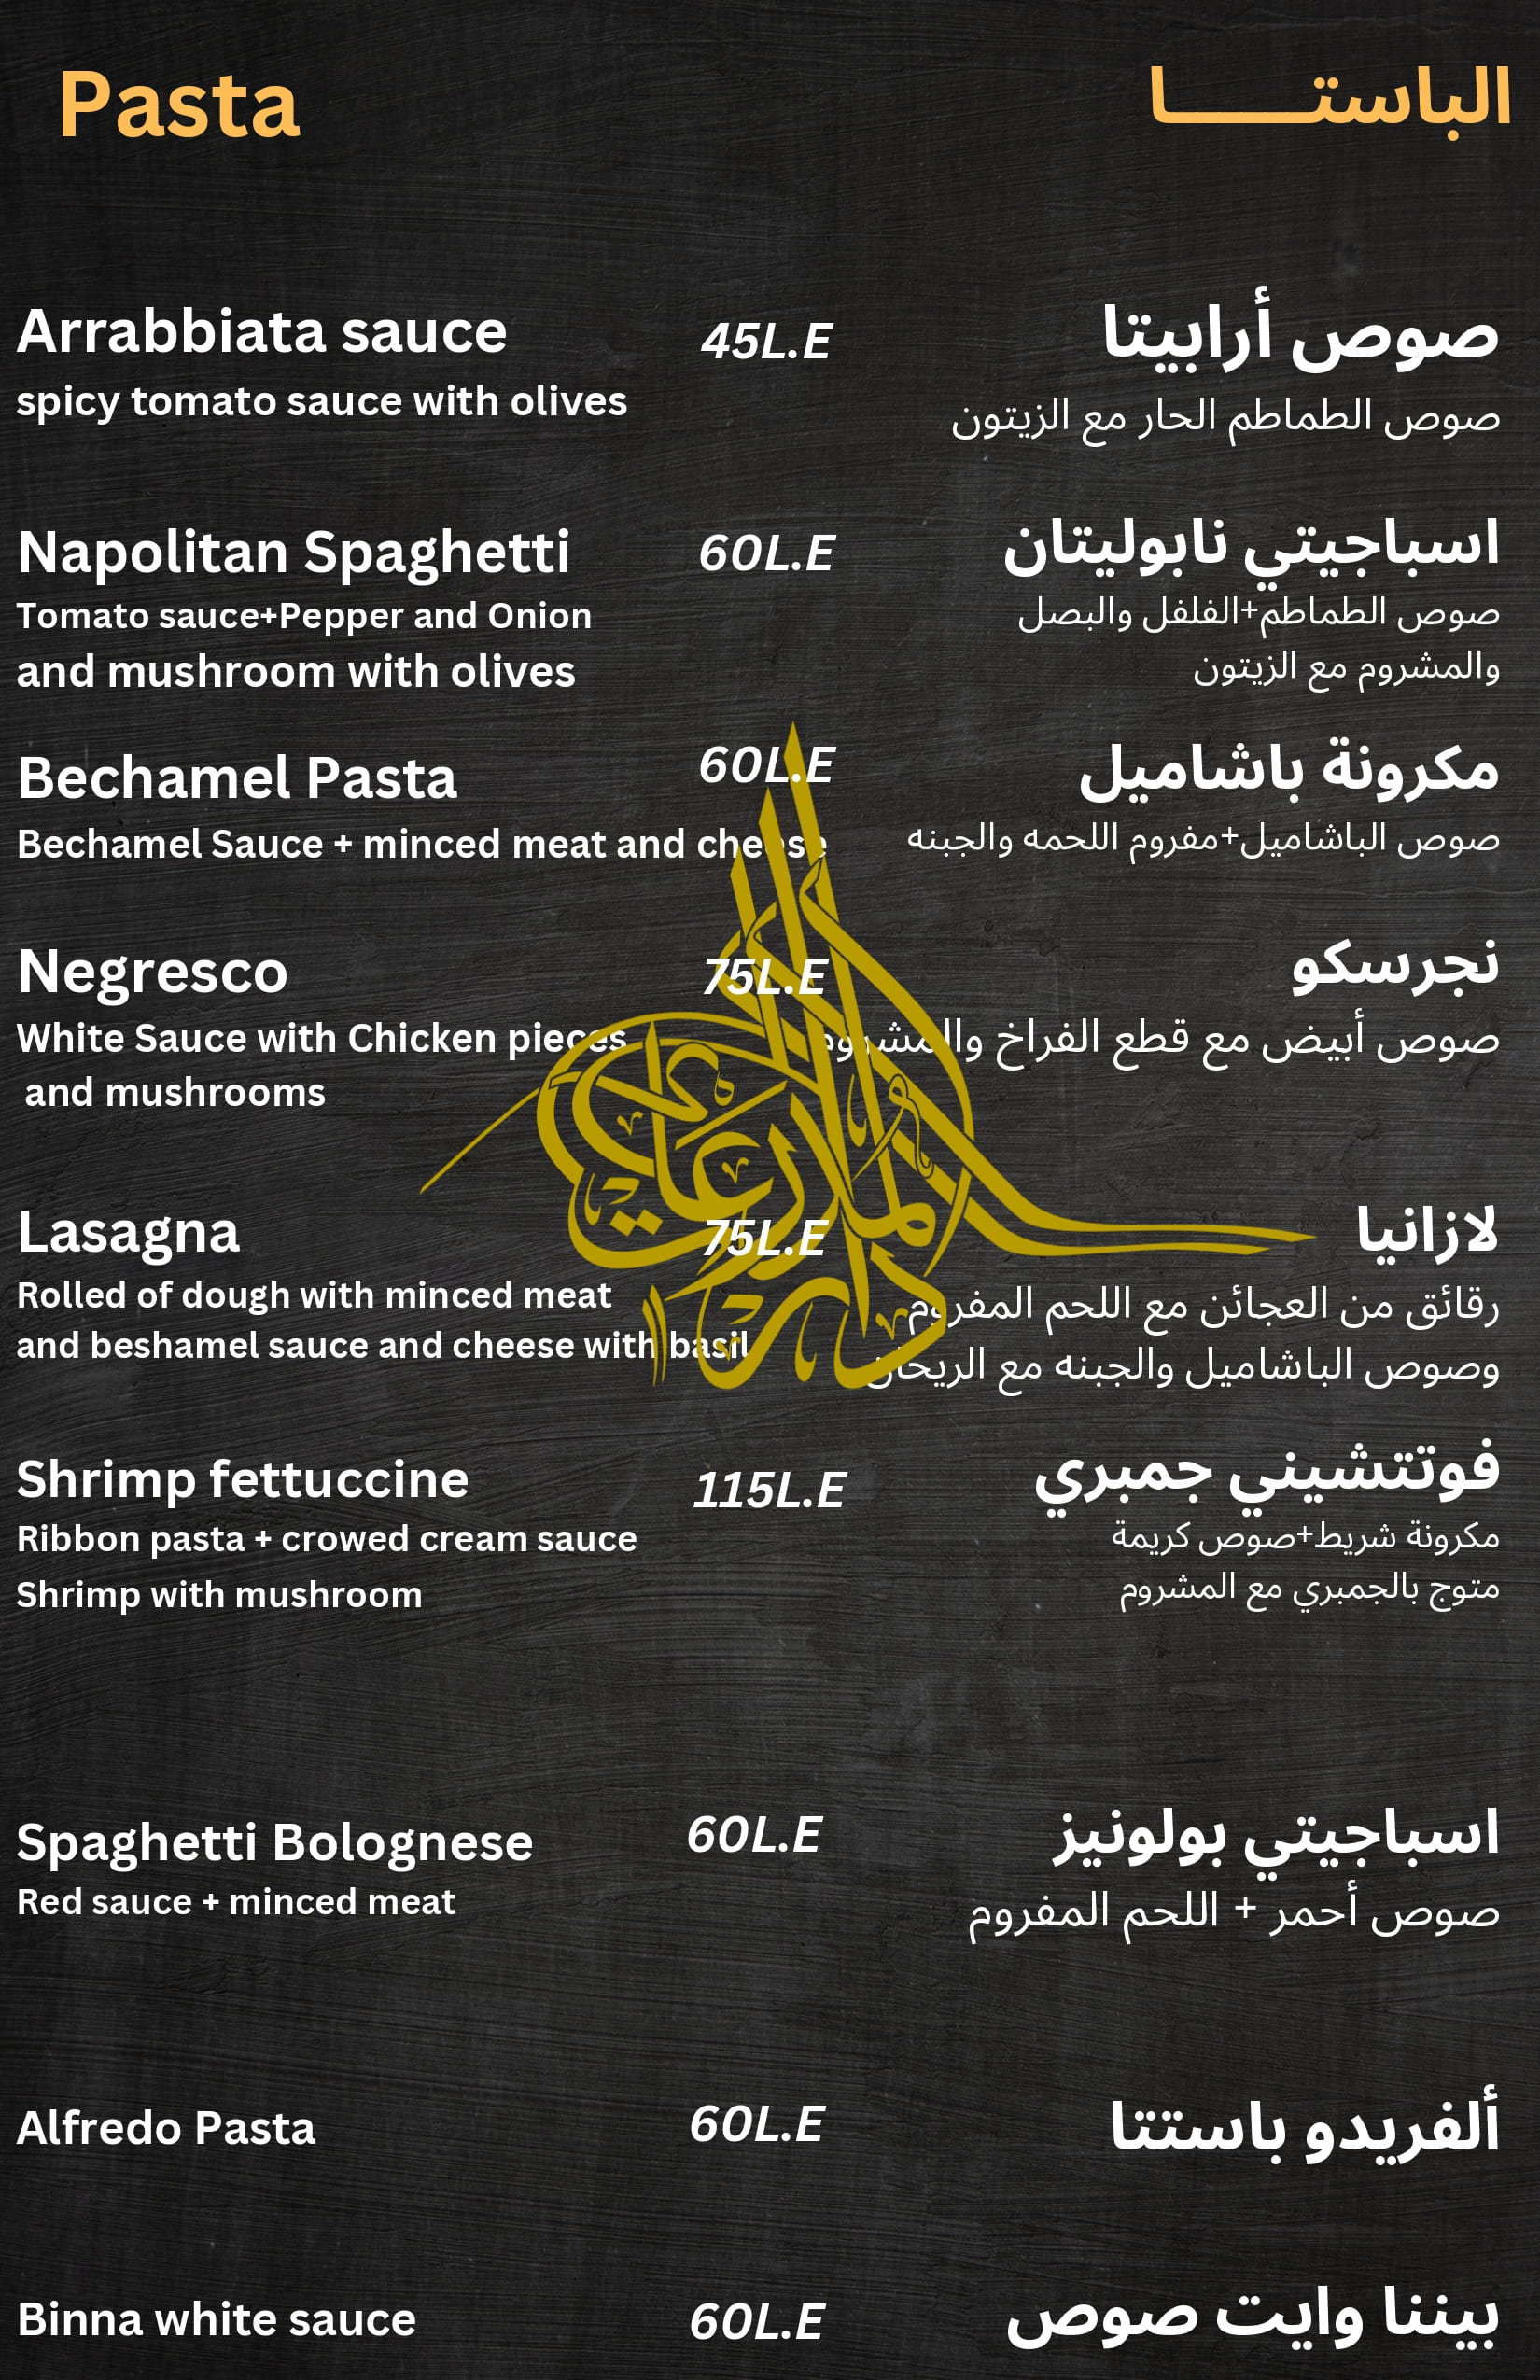 Pasta
الباستــــــا
Arrabbiata sauce
45L.E
صوص أرابيتا
spicy tomato sauce with olives
صوص الطماطم الحار مع الزيتون
Napolitan Spaghetti
60L.E
اسباجيتي نابوليتان
Tomato sauce+Pepper and Onion
صوص الطماطم+الفلفل والبصل
and mushroom with olives
والمشروم مع الزيتون
Bechamel Pasta
60L.E
مكرونة باشاميل
Bechamel Sauce + minced meat and cheese
صوص الباشاميل+مفروم اللحمه والجبنه
Negresco
75L.E
نجرسكو
White Sauce with Chicken pieces
صوص أبيض مع قطع الفراخ والمشروم
and mushrooms
Lasagna
75L.E
لازانيا
Rolled of dough with minced meat
رقائق من العجائن مع اللحم المفروم
and beshamel sauce and cheese with basil
وصوص الباشاميل والجبنه مع الريحان
Shrimp fettuccine
115L.E
فوتتشيني جمبري
Ribbon pasta + crowed cream sauce
مكرونة شريط+صوص كريمة
Shrimp with mushroom
متوج بالجمبري مع المشروم
Spaghetti Bolognese
60L.E
اسباجيتي بولونيز
Red sauce + minced meat
صوص أحمر + اللحم المفروم
Alfredo Pasta
60L.E
ألفريدو باستتا
Binna white sauce
60L.E
بيننا وايت صوص